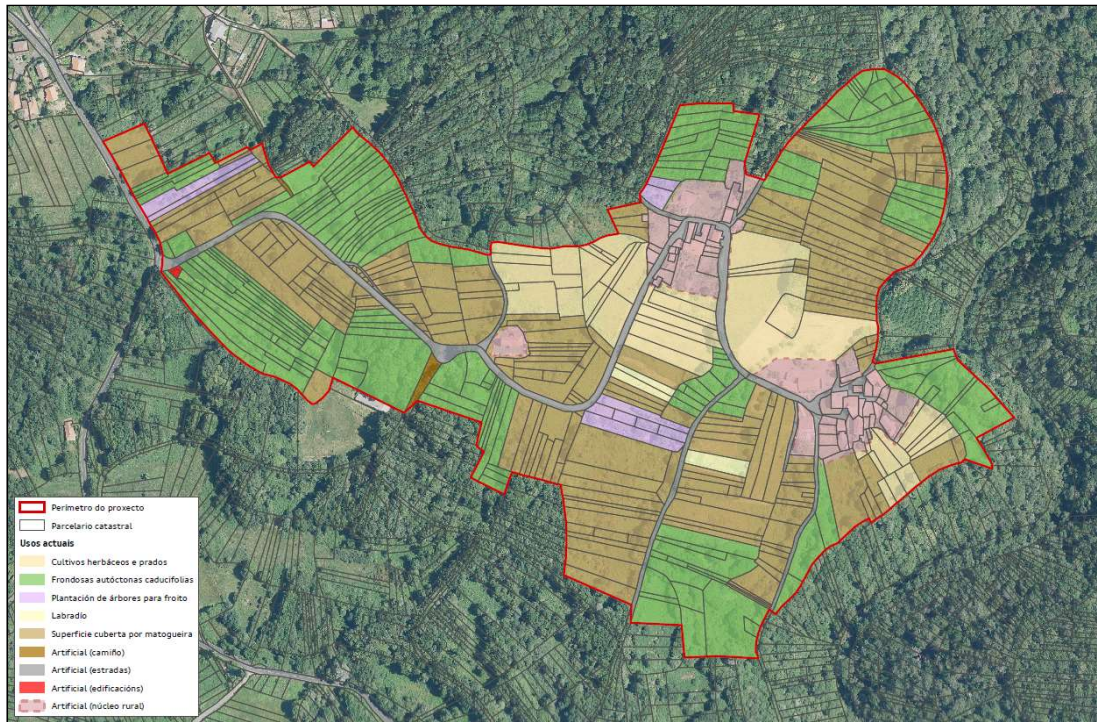 Perímetro do proxecto
Parcelario catastral
Usos actuais
Cultivos herbáceos e prados
Frondosas autóctonas caducifolias
Plantación de árbores para froito
Labradío
Superficie cuberta por matogueira
Artificial (camiño)
Artificial (estradas)
Artificial (edificacións)
Artificial (núcleo rural)